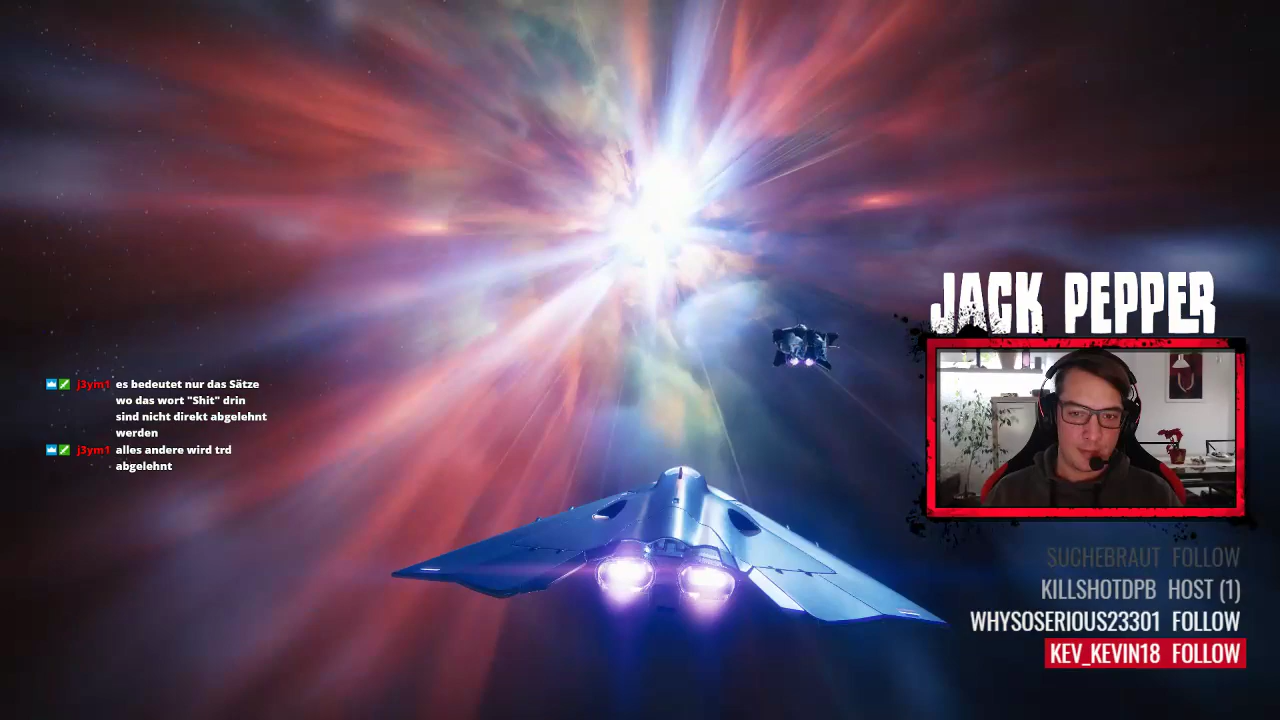 JACK PEPPER
j3ym1 es bedeutet nur das Sätze
wo das wort "Shit" drin
sind nicht direkt abgelehnt
werden
j3ym1 alles andere wird trd
abgelehnt
SUCHEBRAUT FOLLOW
KILLSHOTDPB HOST (1)
WHYSOSERIOUS23301 FOLLOW
KEV_KEVIN18 FOLLOW